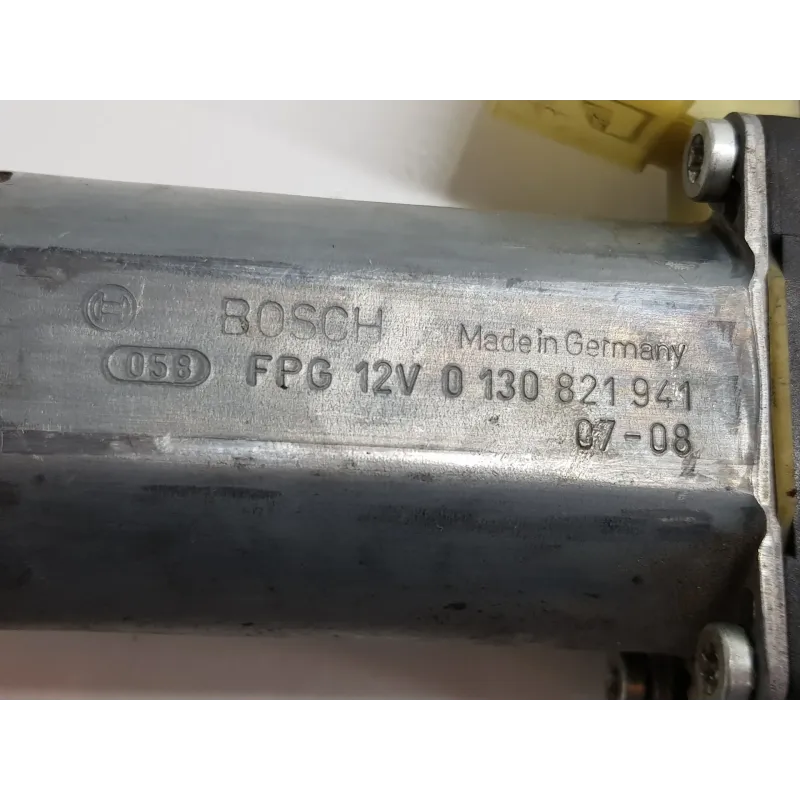 BOSCH Made in Germany
058 FPG 12V 0 130 821 941
07-08